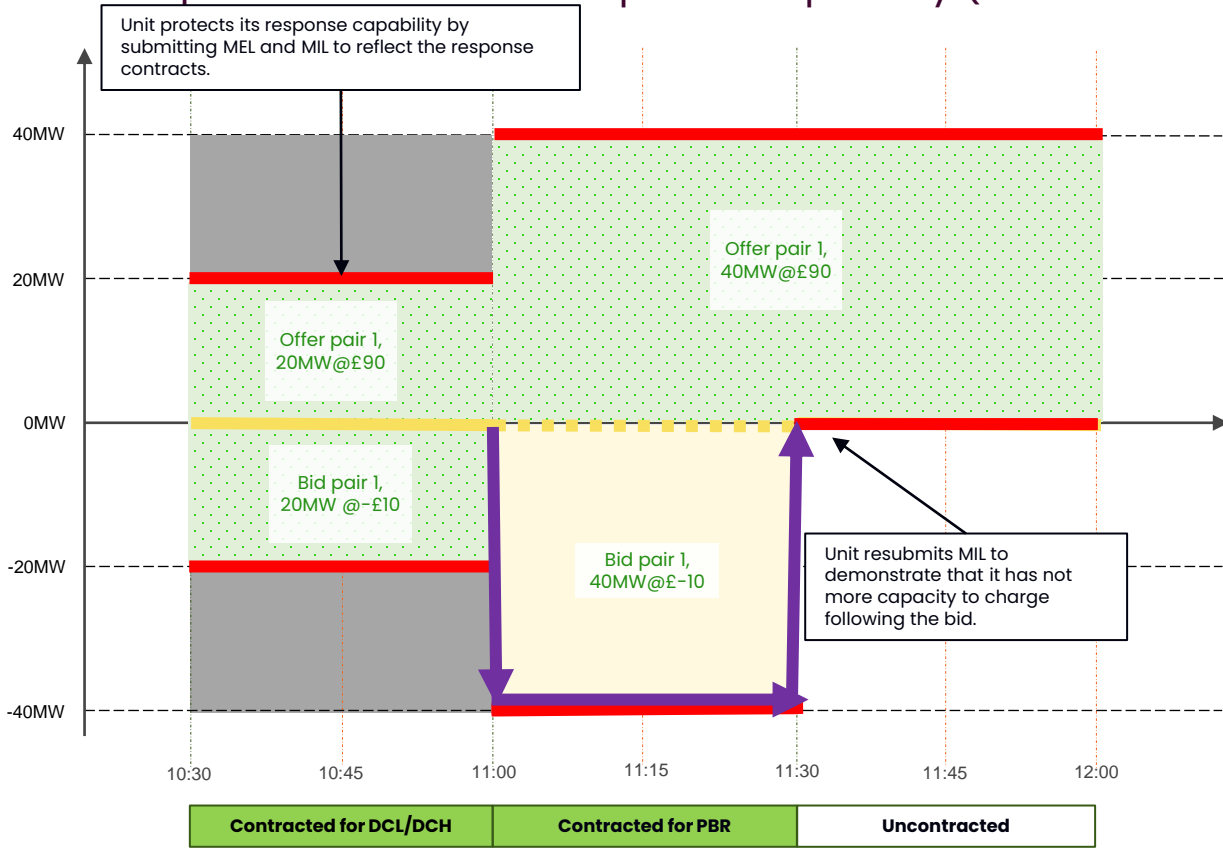 Unit protects its response capability by
submitting MEL and MIL to reflect the response
contracts.
40MW
20MW
0MW
-20MW
-40MW
Offer pair 1,
20MW@£90
Offer pair 1,
40MW@£90
Bid pair 1,
20MW @-£10
Bid pair 1,
40MW@£-10
Unit resubmits MIL to
demonstrate that it has not
more capacity to charge
following the bid.
10:30
10:45
11:00
11:15
11:30
11:45
12:00
Contracted for DCL/DCH
Contracted for PBR
Uncontracted